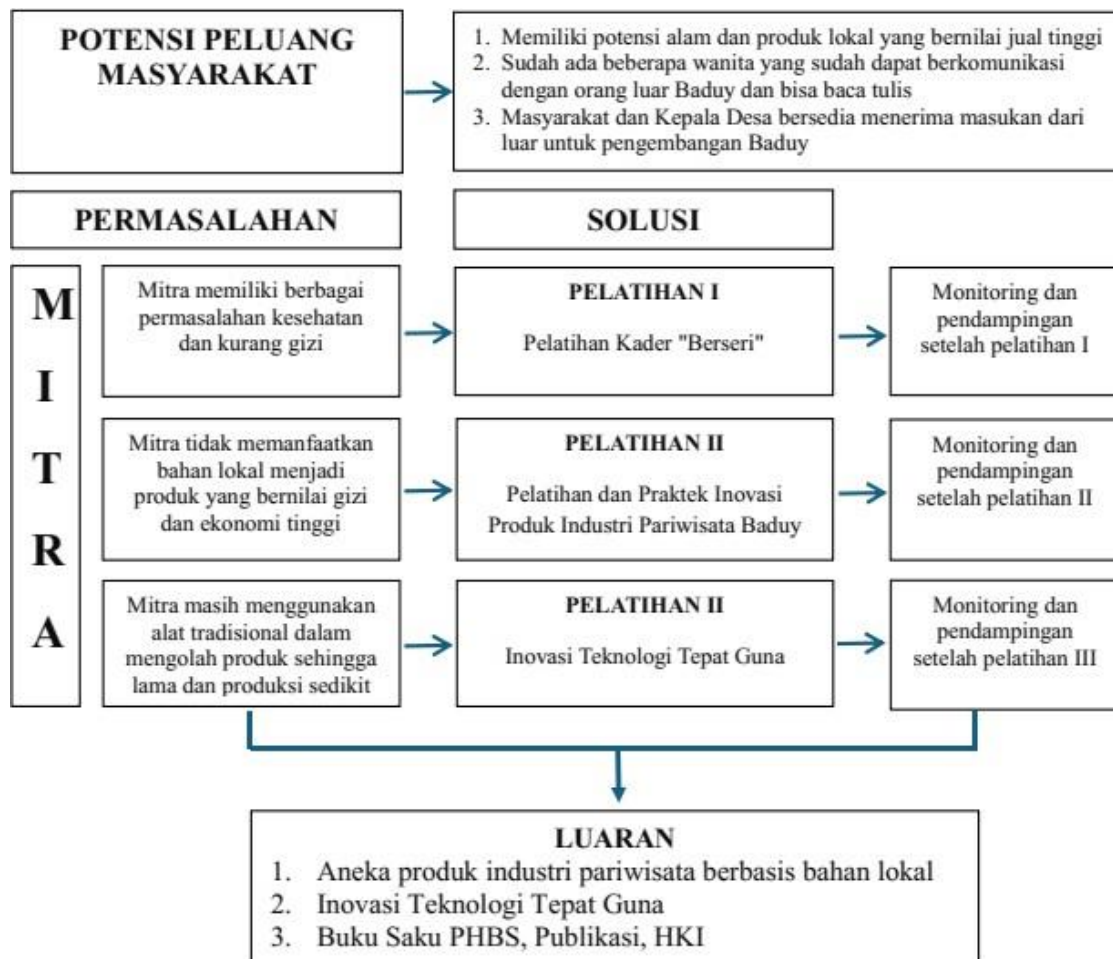 POTENSI PELUANG
MASYARAKAT
1. Memiliki potensi alam dan produk lokal yang bernilai jual tinggi
2. Sudah ada beberapa wanita yang sudah dapat berkomunikasi
dengan orang luar Baduy dan bisa baca tulis
3. Masyarakat dan Kepala Desa bersedia menerima masukan dari
luar untuk pengembangan Baduy
PERMASALAHAN
SOLUSI
M
I
T
R
A
Mitra memiliki berbagai
permasalahan kesehatan
dan kurang gizi
PELATIHAN I
Pelatihan Kader "Berseri"
Monitoring dan
pendampingan
setelah pelatihan I
Mitra tidak memanfaatkan
bahan lokal menjadi
produk yang bernilai gizi
dan ekonomi tinggi
PELATIHAN II
Pelatihan dan Praktek Inovasi
Produk Industri Pariwisata Baduy
Monitoring dan
pendampingan
setelah pelatihan II
Mitra masih menggunakan
alat tradisional dalam
mengolah produk sehingga
lama dan produksi sedikit
PELATIHAN II
Inovasi Teknologi Tepat Guna
Monitoring dan
pendampingan
setelah pelatihan III
LUARAN
1. Aneka produk industri pariwisata berbasis bahan lokal
2. Inovasi Teknologi Tepat Guna
3. Buku Saku PHBS, Publikasi, HKI